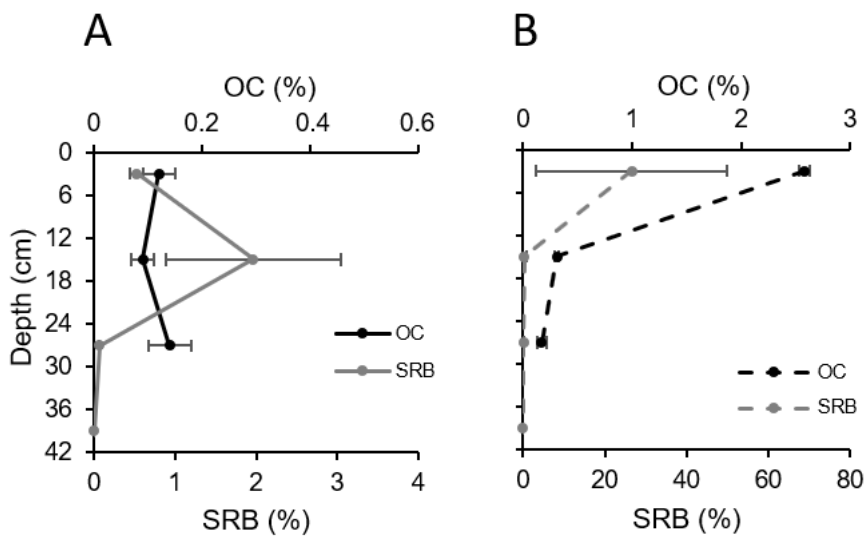 A
OC (%)
0 0.2 0.4 0.6
0
6
12
18
24
30
36
42
Depth (cm)
OC
SRB
0 1 2 3 4
SRB (%)
B
OC (%)
0 1 2 3
OC
SRB
0 20 40 60 80
SRB (%)